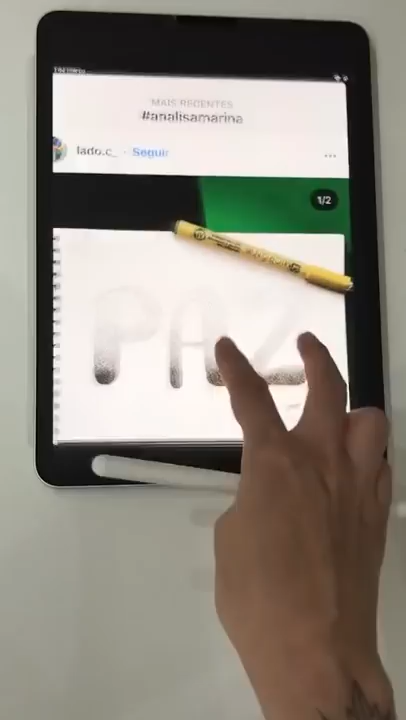 MAIS RECENTES
#analisamarina
lado.c_ · Seguir
1/2
PAZ